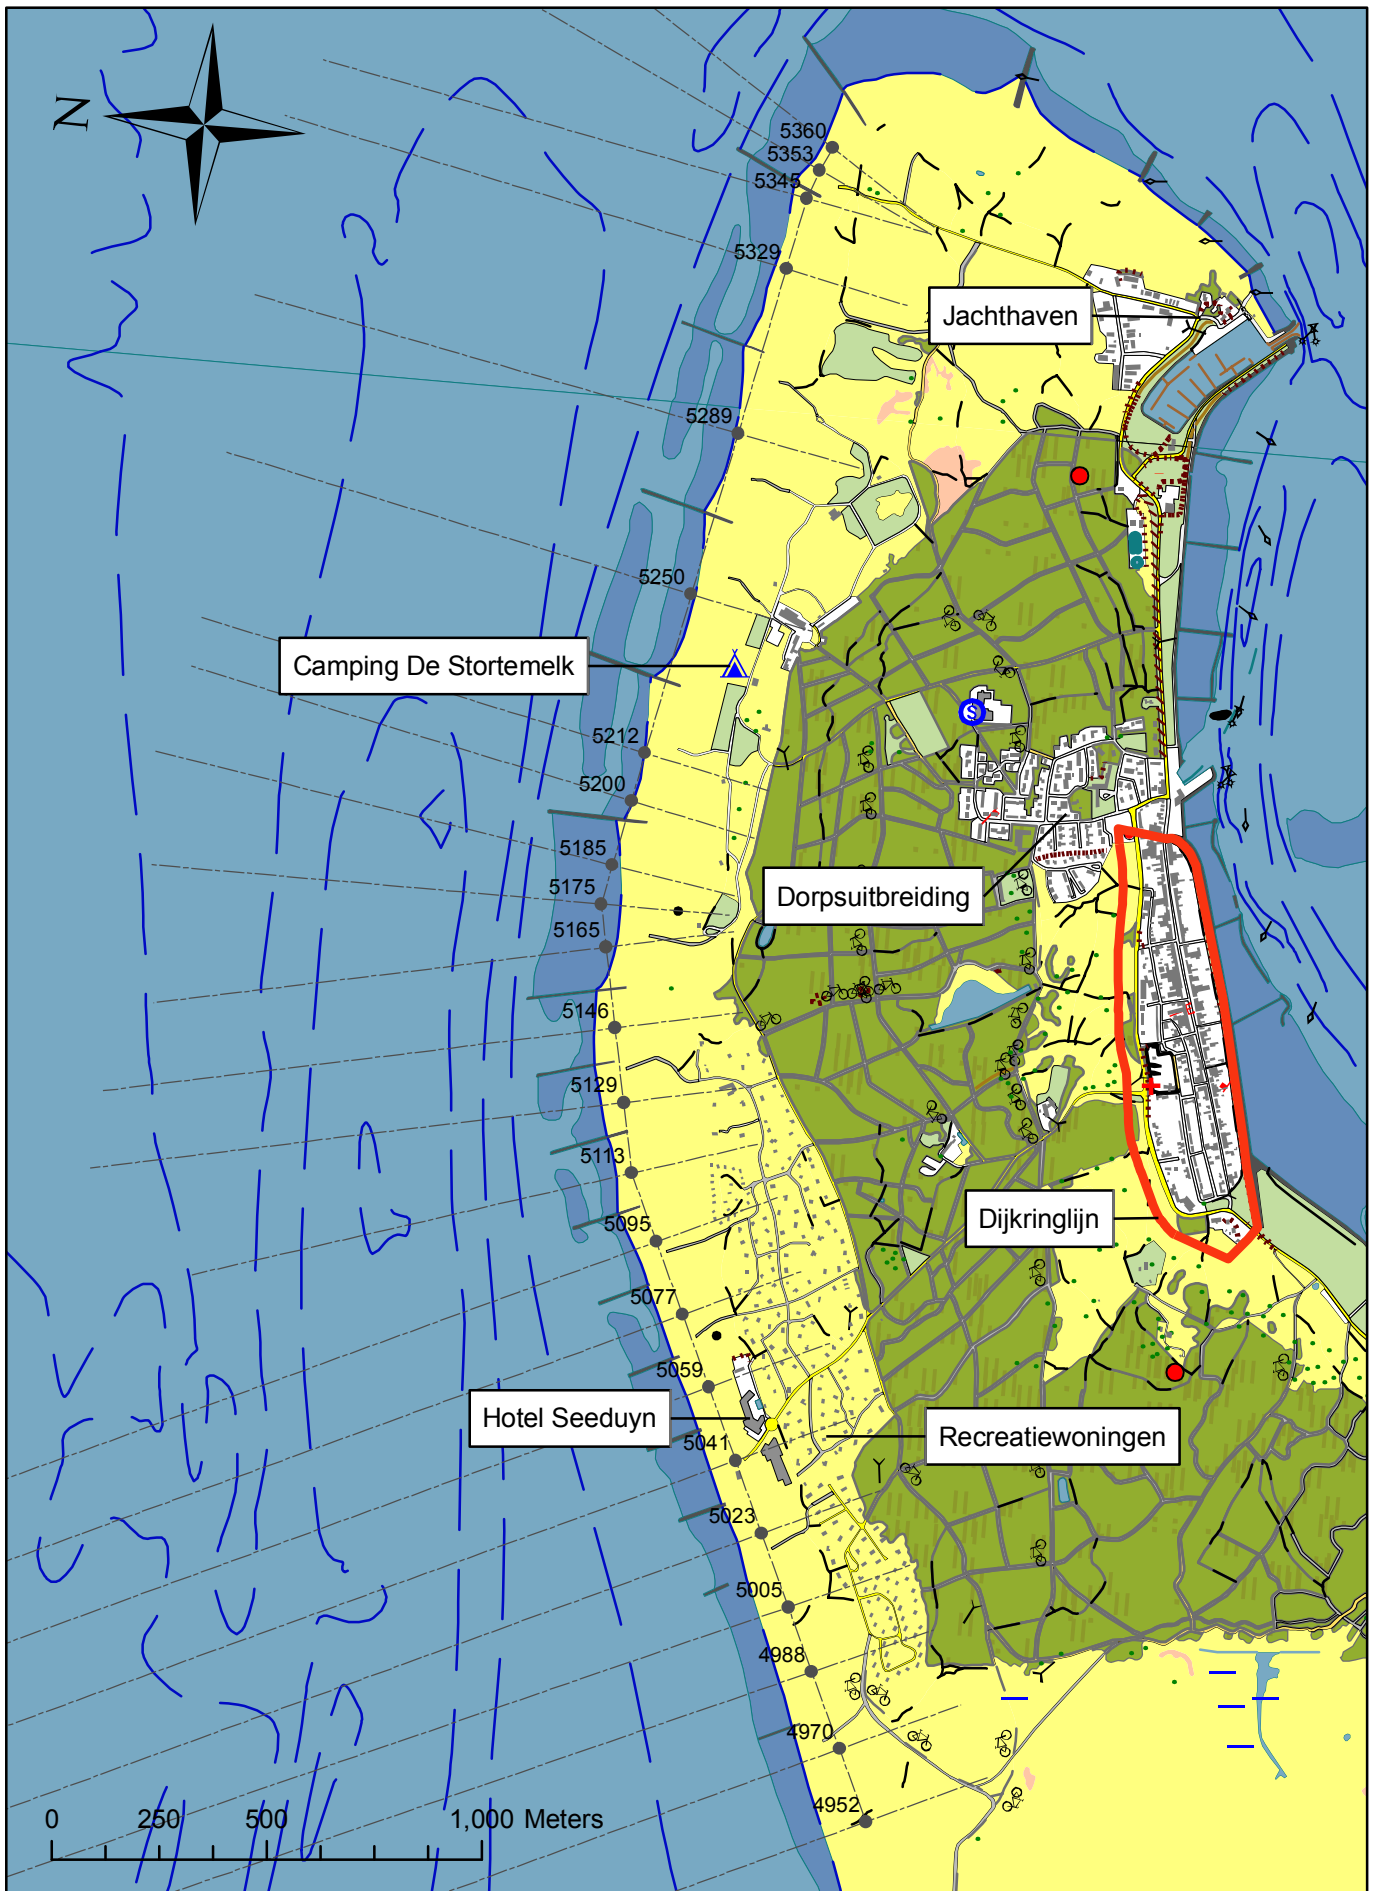 N
5360
5353
5345
5329
Jachthaven
5289
5250
Camping De Stortemelk
S
5212
5200
5185
Dorpsuitbreiding
5175
5165
5146
5129
5113
Dijkringlijn
5095
5077
5059
Hotel Seeduyn
Recreatiewoningen
5041
5023
5005
4988
4970
4952
0 250 500 1,000 Meters